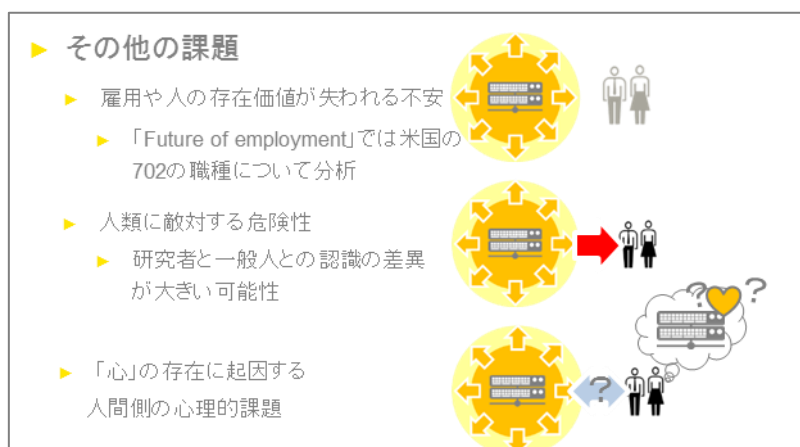 その他の課題
雇用や人の存在価値が失われる不安
「Future of employment」では米国の
702の職種について分析
人類に敵対する危険性
研究者と一般人との認識の差異
が大きい可能性
? ?
「心」の存在に起因する
人間側の心理的課題
?